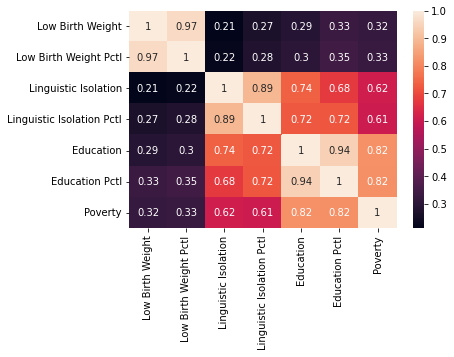 Low Birth Weight 1 0.97 0.21 0.27 0.29 0.33 0.32
Low Birth Weight Pctl 0.97 1 0.22 0.28 0.3 0.35 0.33
Linguistic Isolation 0.21 0.22 1 0.89 0.74 0.68 0.62
Linguistic Isolation Pctl 0.27 0.28 0.89 1 0.72 0.72 0.61
Education 0.29 0.3 0.74 0.72 1 0.94 0.82
Education Pctl 0.33 0.35 0.68 0.72 0.94 1 0.82
Poverty 0.32 0.33 0.62 0.61 0.82 0.82 1
Low Birth Weight
Low Birth Weight Pctl
Linguistic Isolation
Linguistic Isolation Pctl
Education
Education Pctl
Poverty
1.0
0.9
0.8
0.7
0.6
0.5
0.4
0.3